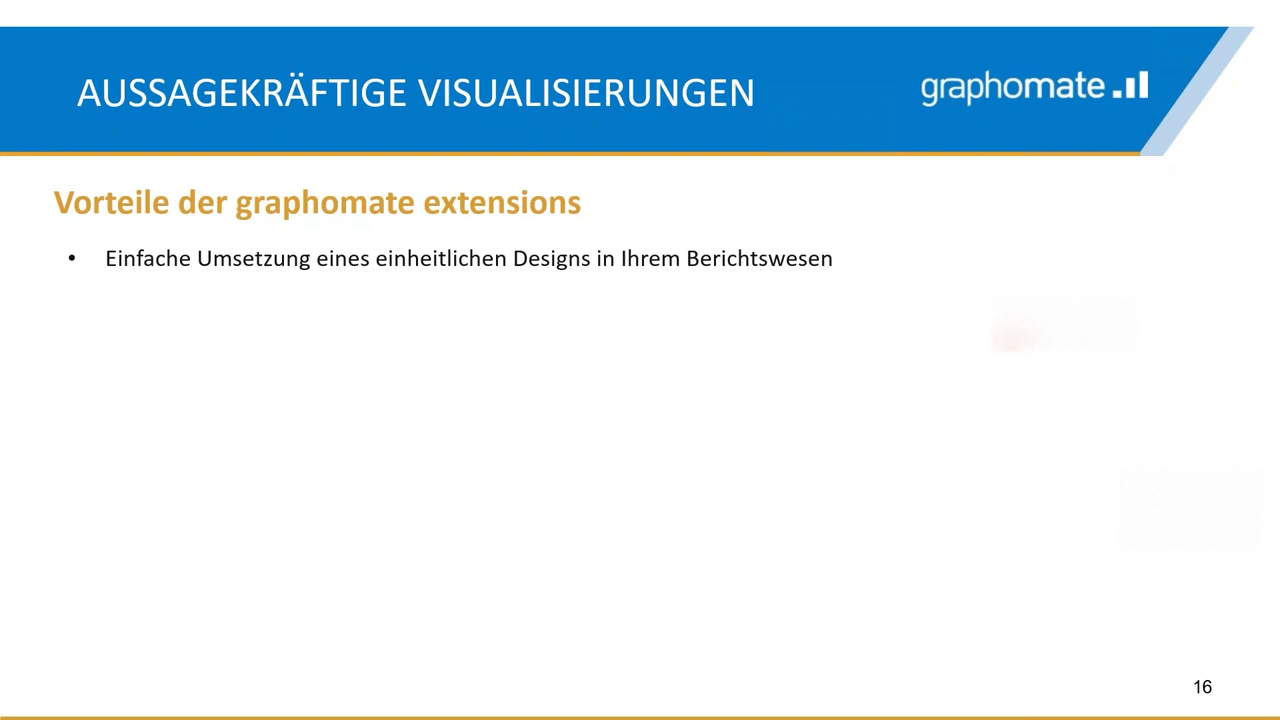 AUSSAGEKRÄFTIGE VISUALISIERUNGEN
graphomate
Vorteile der graphomate extensions
• Einfache Umsetzung eines einheitlichen Designs in Ihrem Berichtswesen
16